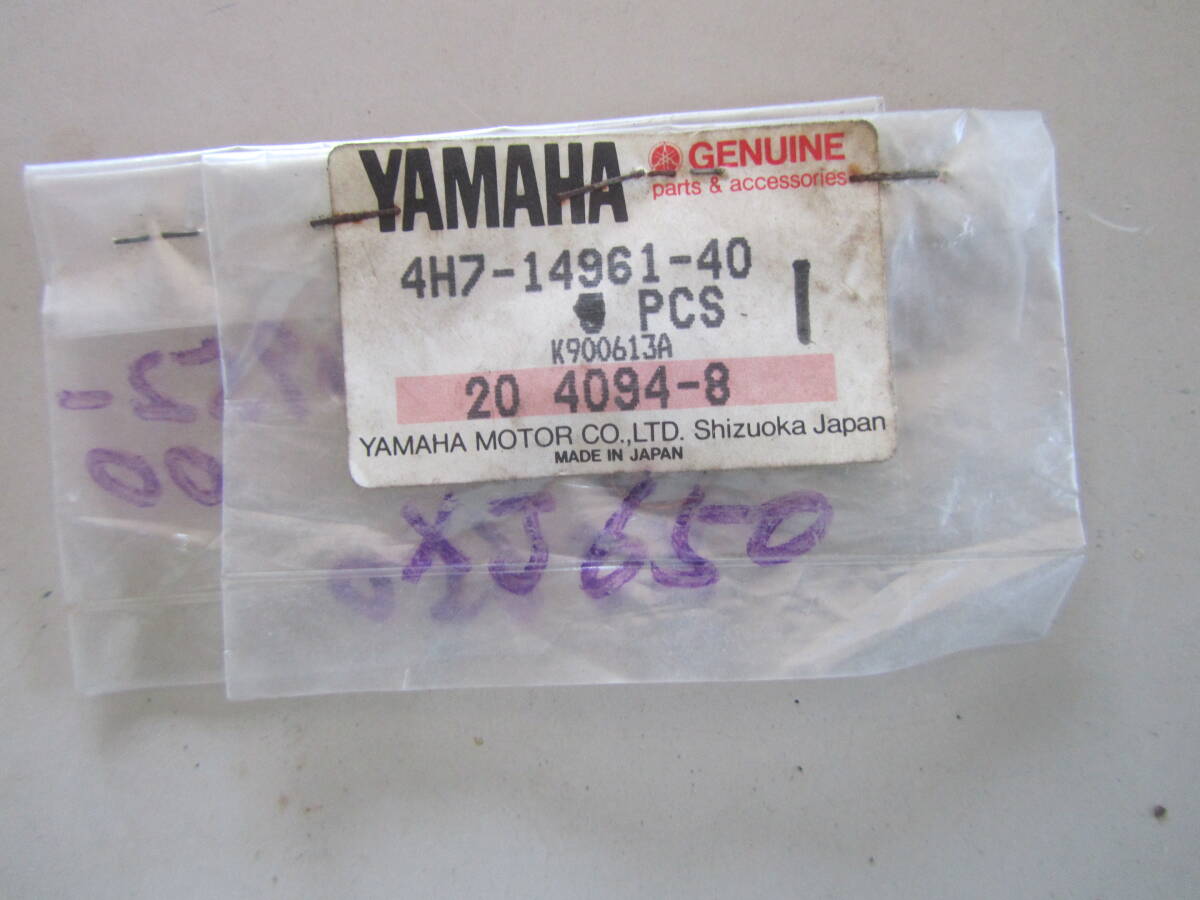 YAMAHA GENUINE
parts & accessories
4H7-14961-40
PCS 1
K900613A
20 4094-8
YAMAHA MOTOR CO.,LTD. Shizuoka Japan
MADE IN JAPAN
XJ650